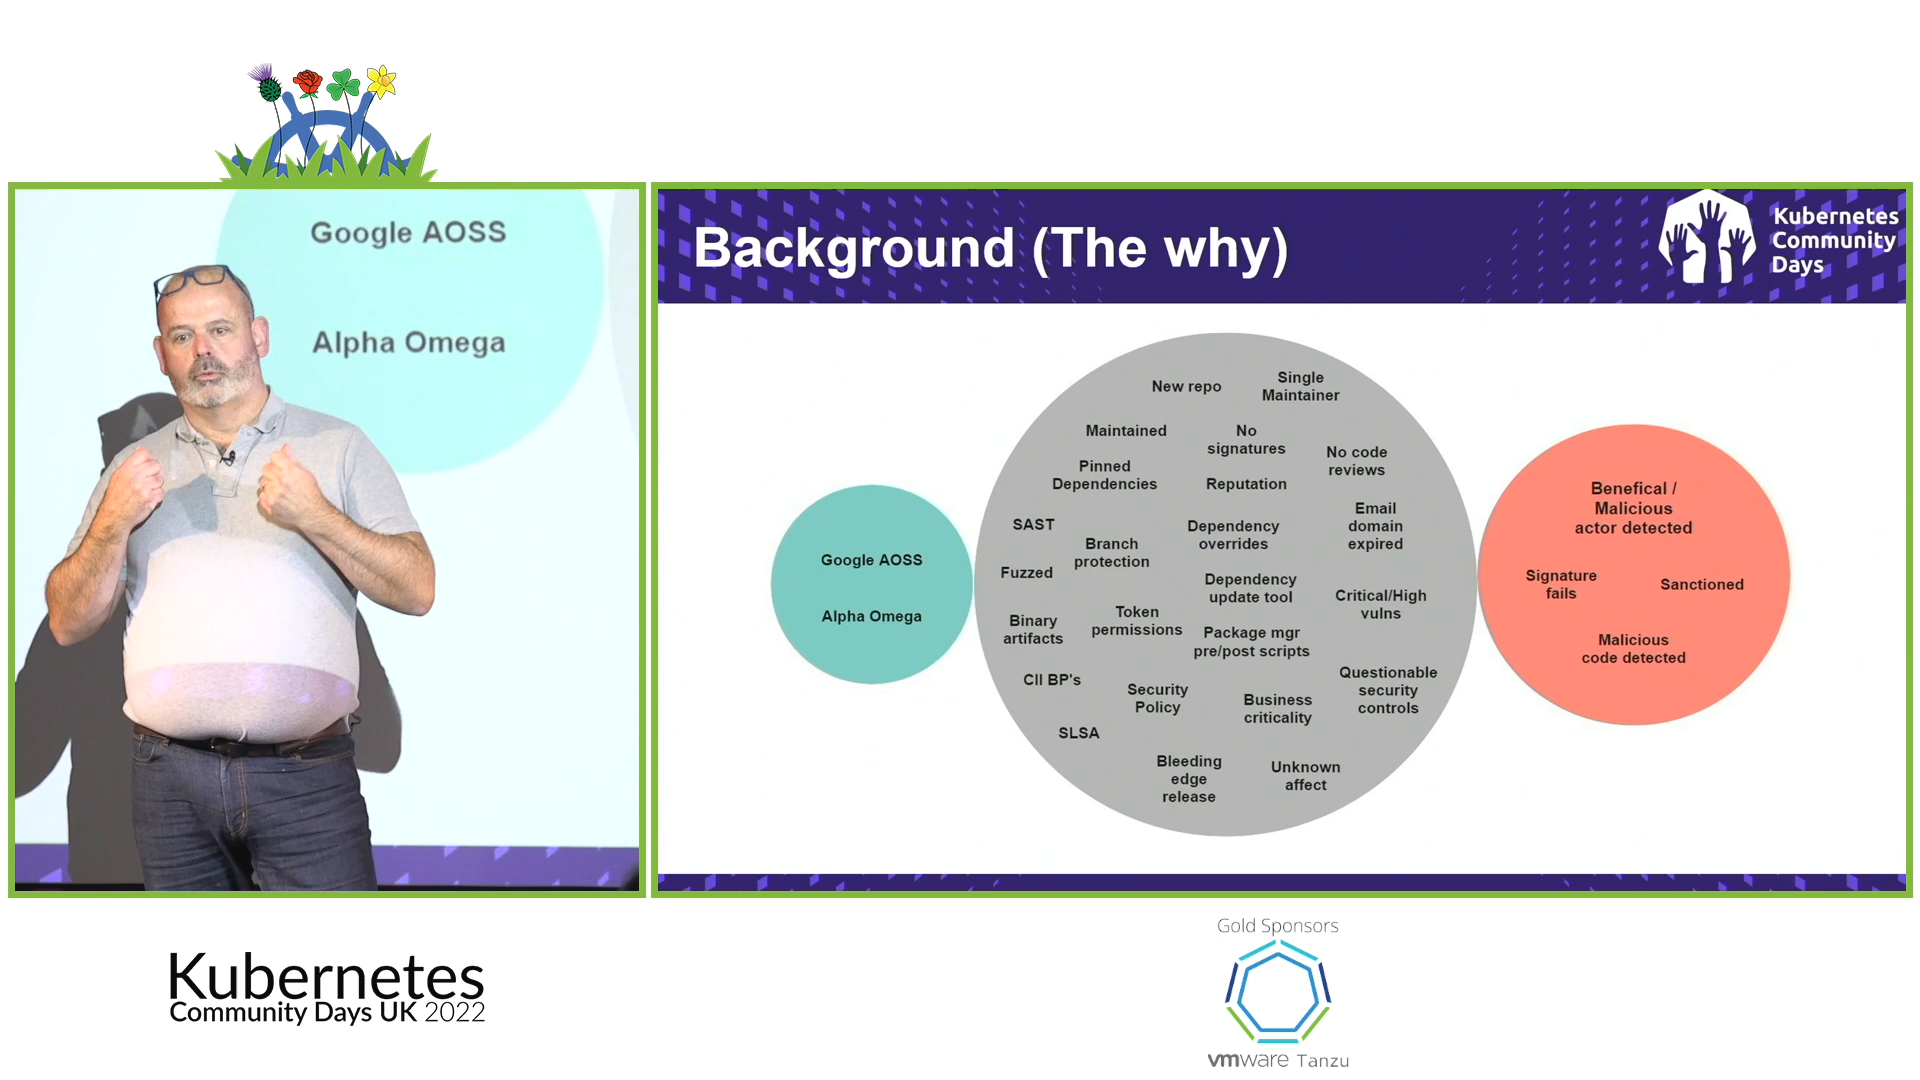 Google AOSS
Alpha Omega
Background (The why)
Kubernetes
Community
Days
New repo
Single
Maintainer
Maintained
No
signatures
No code
reviews
Pinned
Dependencies
Reputation
SAST
Branch
protection
Dependency
overrides
Email
domain
expired
Fuzzed
Dependency
update tool
Critical/High
vulns
Binary
artifacts
Token
permissions
Package mgr
pre/post scripts
CII BP's
Security
Policy
Business
criticality
Questionable
security
controls
SLSA
Bleeding
edge
release
Unknown
affect
Google AOSS
Alpha Omega
Benefical /
Malicious
actor detected
Signature
fails
Sanctioned
Malicious
code detected
Kubernetes
Community Days UK 2022
Gold Sponsors
vmware Tanzu